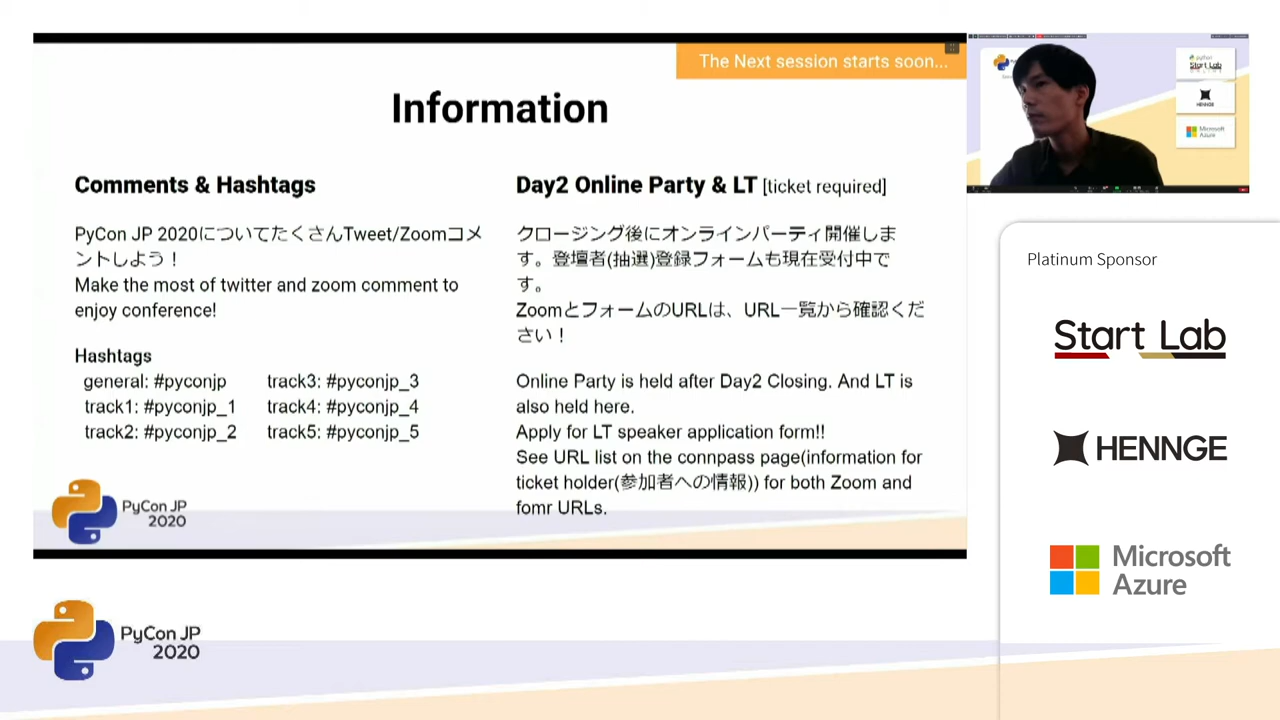 The Next session starts soon...
Information
Comments & Hashtags
PyCon JP 2020についてたくさんTweet/Zoomコメ
ントしよう！
Make the most of twitter and zoom comment to
enjoy conference!
Hashtags
general: #pyconjp
track3: #pyconjp_3
track1: #pyconjp_1
track4: #pyconjp_4
track2: #pyconjp_2
track5: #pyconjp_5
Day2 Online Party & LT [ticket required]
クロージング後にオンラインパーティ開催しま
す。登壇者(抽選)登録フォームも現在受付中で
す。
ZoomとフォームのURLは、URL一覧から確認くだ
さい！
Online Party is held after Day2 Closing. And LT is
also held here.
Apply for LT speaker application form!!
See URL list on the connpass page(information for
ticket holder(参加者への情報)) for both Zoom and
fomr URLs.
PyCon JP
2020
python
Start Lab
ONLINE
HENNGE
Microsoft
Azure
Platinum Sponsor
Start Lab
HENNGE
Microsoft
Azure
PyCon JP
2020